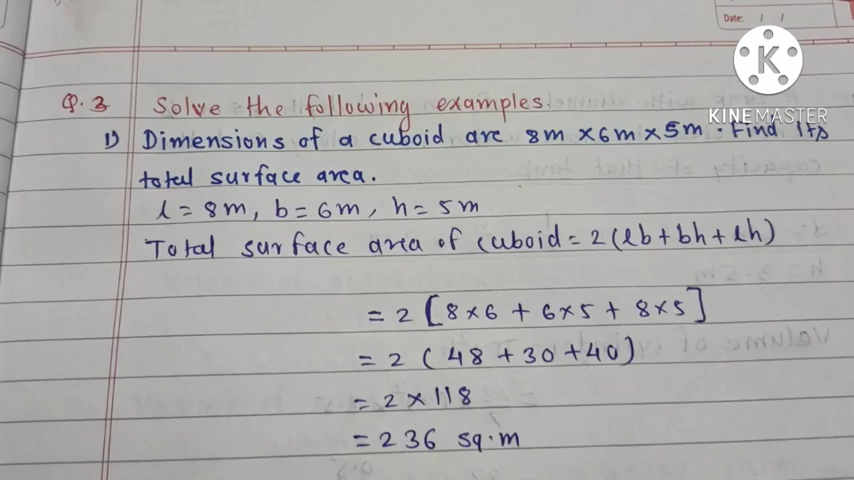 Date: / /
K
KINEMASTER
Q.3 Solve the following examples.
1) Dimensions of a cuboid are 8m × 6m × 5m. Find its
total surface area.
l = 8m, b = 6m, h = 5m
Total surface area of cuboid = 2(lb + bh + lh)
= 2 [8×6 + 6×5 + 8×5]
= 2 (48 + 30 + 40)
= 2 × 118
= 236 sq.m